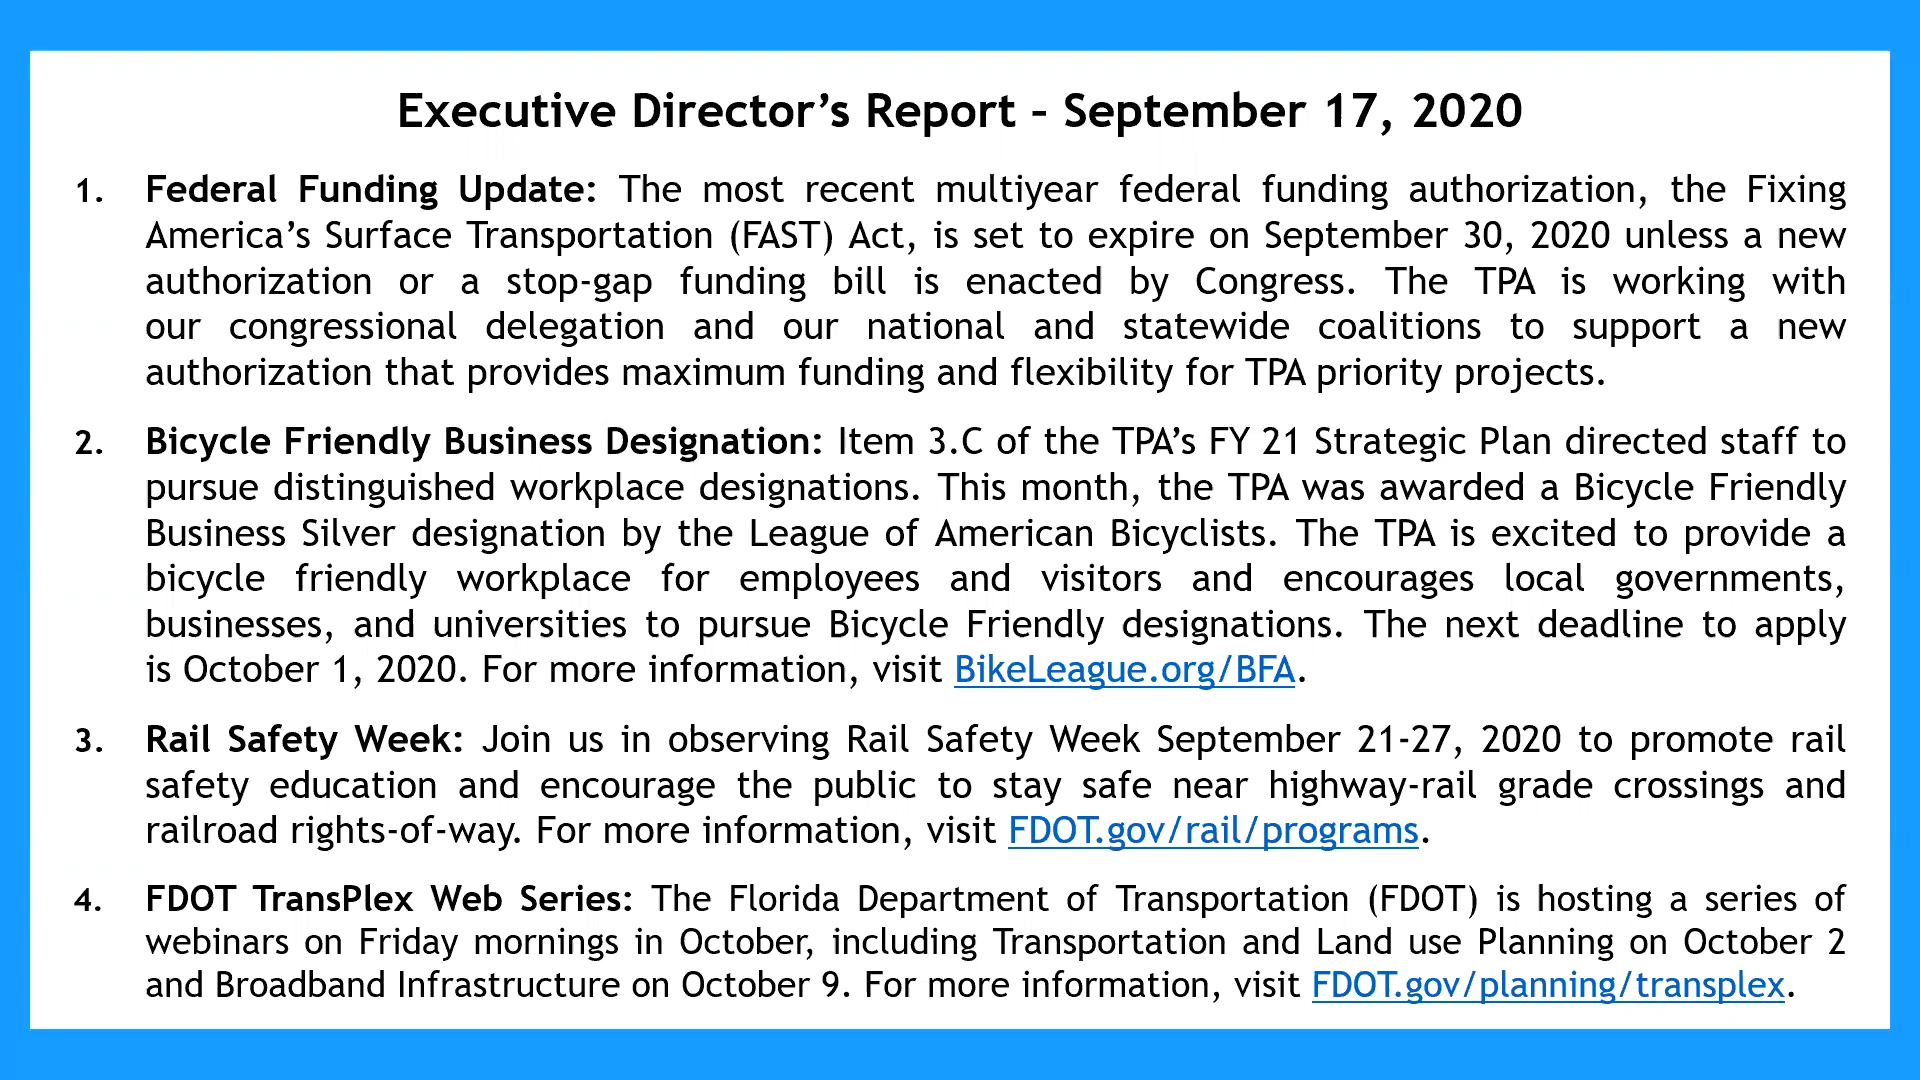 Executive Director’s Report – September 17, 2020
1. Federal Funding Update: The most recent multiyear federal funding authorization, the Fixing
America’s Surface Transportation (FAST) Act, is set to expire on September 30, 2020 unless a new
authorization or a stop-gap funding bill is enacted by Congress. The TPA is working with
our congressional delegation and our national and statewide coalitions to support a new
authorization that provides maximum funding and flexibility for TPA priority projects.
2. Bicycle Friendly Business Designation: Item 3.C of the TPA’s FY 21 Strategic Plan directed staff to
pursue distinguished workplace designations. This month, the TPA was awarded a Bicycle Friendly
Business Silver designation by the League of American Bicyclists. The TPA is excited to provide a
bicycle friendly workplace for employees and visitors and encourages local governments,
businesses, and universities to pursue Bicycle Friendly designations. The next deadline to apply
is October 1, 2020. For more information, visit BikeLeague.org/BFA.
3. Rail Safety Week: Join us in observing Rail Safety Week September 21-27, 2020 to promote rail
safety education and encourage the public to stay safe near highway-rail grade crossings and
railroad rights-of-way. For more information, visit FDOT.gov/rail/programs.
4. FDOT TransPlex Web Series: The Florida Department of Transportation (FDOT) is hosting a series of
webinars on Friday mornings in October, including Transportation and Land use Planning on October 2
and Broadband Infrastructure on October 9. For more information, visit FDOT.gov/planning/transplex.